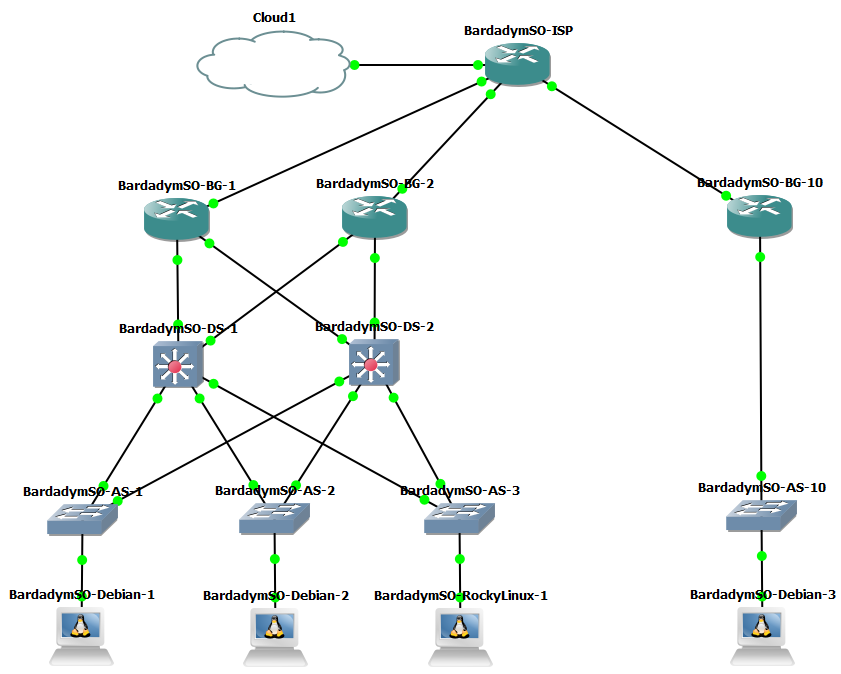 Cloud1
BardadymSO-ISP
BardadymSO-BG-1
BardadymSO-BG-2
BardadymSO-BG-10
BardadymSO-DS-1
BardadymSO-DS-2
BardadymSO-AS-1
BardadymSO-AS-2
BardadymSO-AS-3
BardadymSO-AS-10
BardadymSO-Debian-1
BardadymSO-Debian-2
BardadymSO-RockyLinux-1
BardadymSO-Debian-3